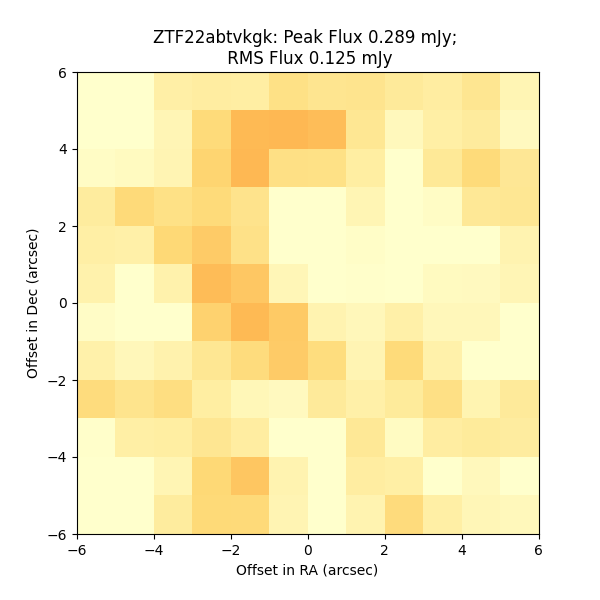 ZTF22abtvkgk: Peak Flux 0.289 mJy;
RMS Flux 0.125 mJy
6
4
2
0
−2
−4
−6
Offset in Dec (arcsec)
−6 −4 −2 0 2 4 6
Offset in RA (arcsec)